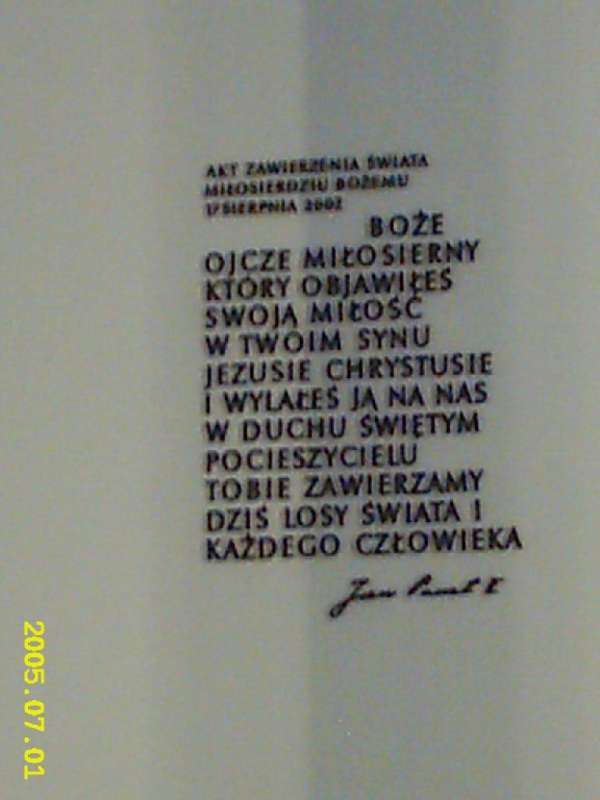 AKT ZAWIERZENIA ŚWIATA
MIŁOSIERDZIU BOŻEMU
17 SIERPNIA 2002
BOŻE
OJCZE MIŁOSIERNY
KTÓRY OBJAWIŁEŚ
SWOJĄ MIŁOŚĆ
W TWOIM SYNU
JEZUSIE CHRYSTUSIE
I WYLAŁEŚ JĄ NA NAS
W DUCHU ŚWIĘTYM
POCIESZYCIELU
TOBIE ZAWIERZAMY
DZIŚ LOSY ŚWIATA I
KAŻDEGO CZŁOWIEKA
Jan Paweł II
2005.07.01